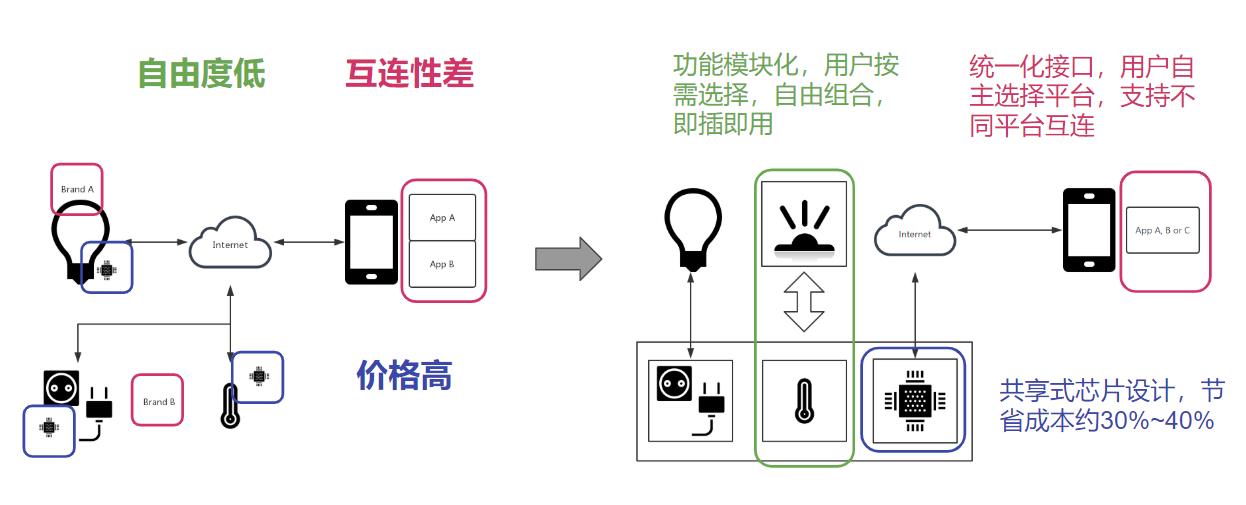 自由度低
互连性差
Brand A
Internet
App A
App B
Brand B
价格高
功能模块化，用户按
需选择，自由组合，
即插即用
统一化接口，用户自
主选择平台，支持不
同平台互连
Internet
App A, B or C
共享式芯片设计，节
省成本约30%~40%